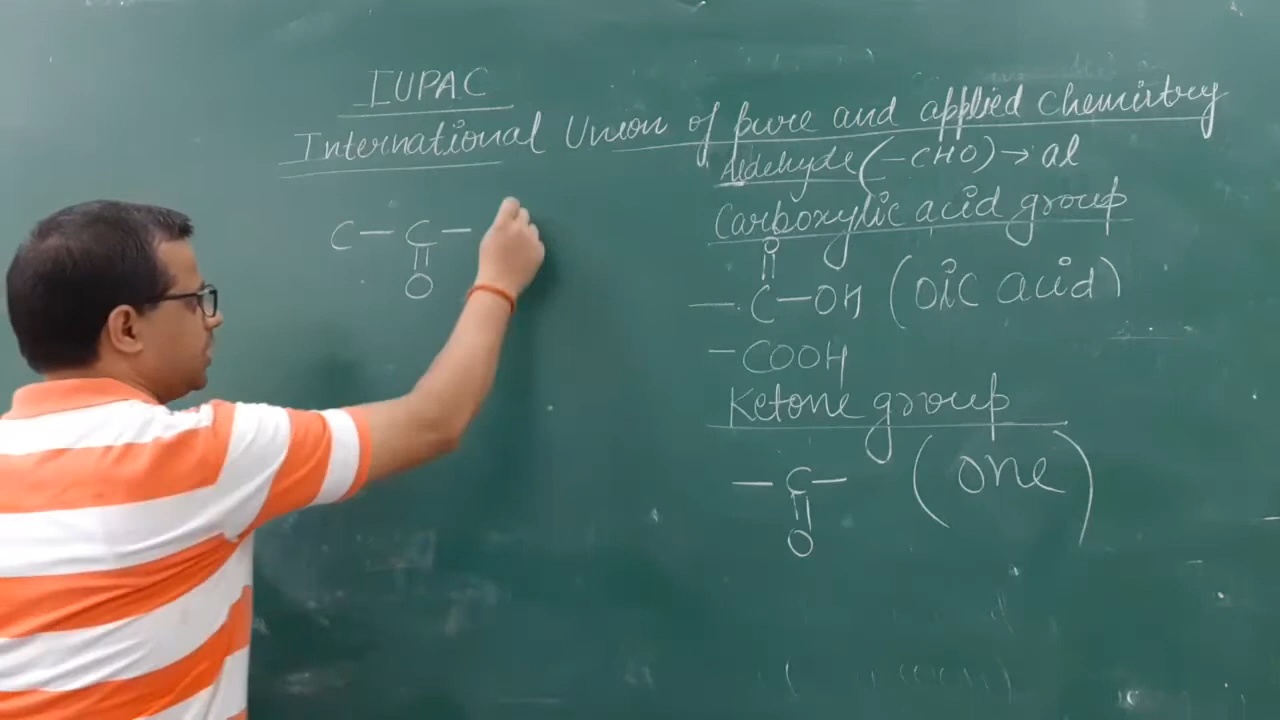 IUPAC
International Union of pure and applied Chemistry
Aldehyde (-CHO) → al
Carboxylic acid group
O
||
— C — OH (Oic acid)
- COOH
Ketone group
— C — (One)
||
O
C — C —
||
O